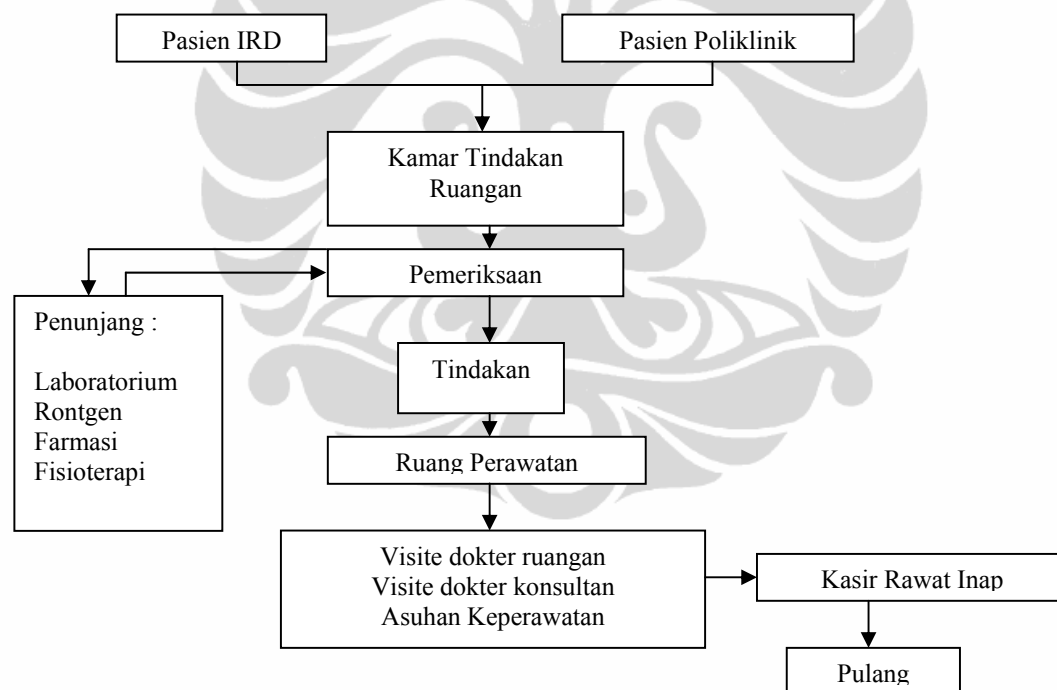 Pasien IRD
Pasien Poliklinik
Kamar Tindakan
Ruangan
Pemeriksaan
Penunjang :
Laboratorium
Rontgen
Farmasi
Fisioterapi
Tindakan
Ruang Perawatan
Visite dokter ruangan
Visite dokter konsultan
Asuhan Keperawatan
Kasir Rawat Inap
Pulang